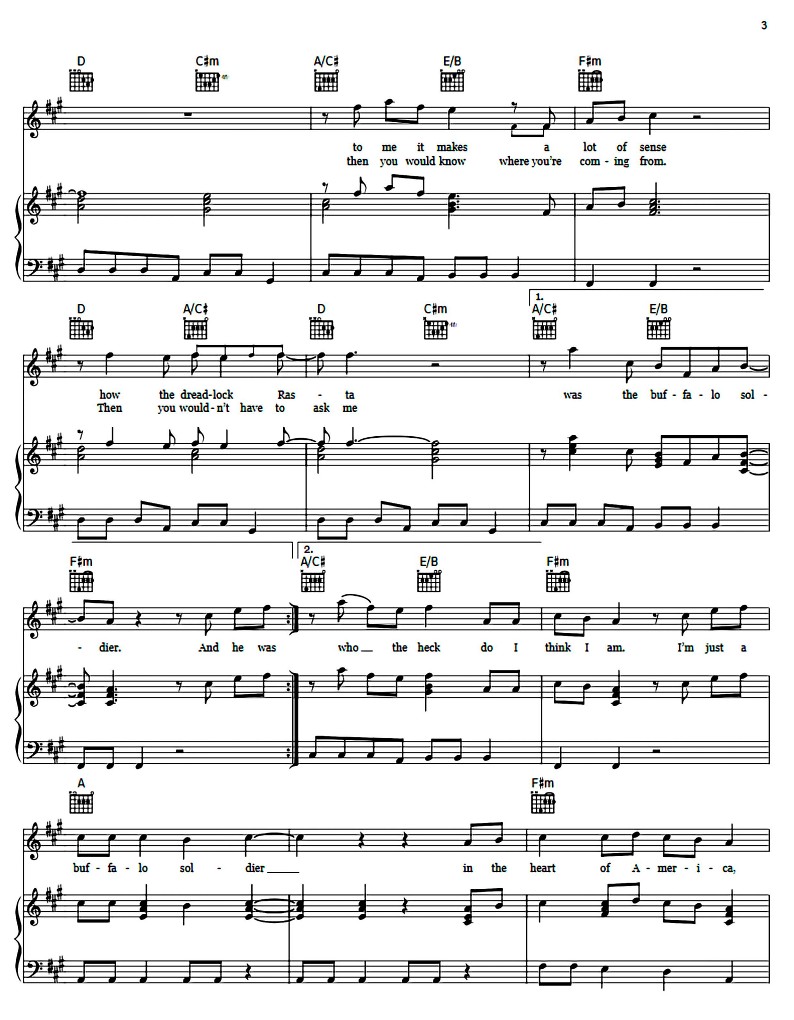 3
D C♯m A/C♯ E/B F♯m
to me it makes a lot of sense
then you would know where you're com - ing from.
1.
D A/C♯ D C♯m A/C♯ E/B
how the dread-lock Ras - ta was the buf - fa - lo sol -
Then you would - n't have to ask me
2.
F♯m A/C♯ E/B F♯m
- dier. And he was who the heck do I think I am. I'm just a
A F♯m
buf - fa - lo sol - dier in the heart of A - mer - i - ca,